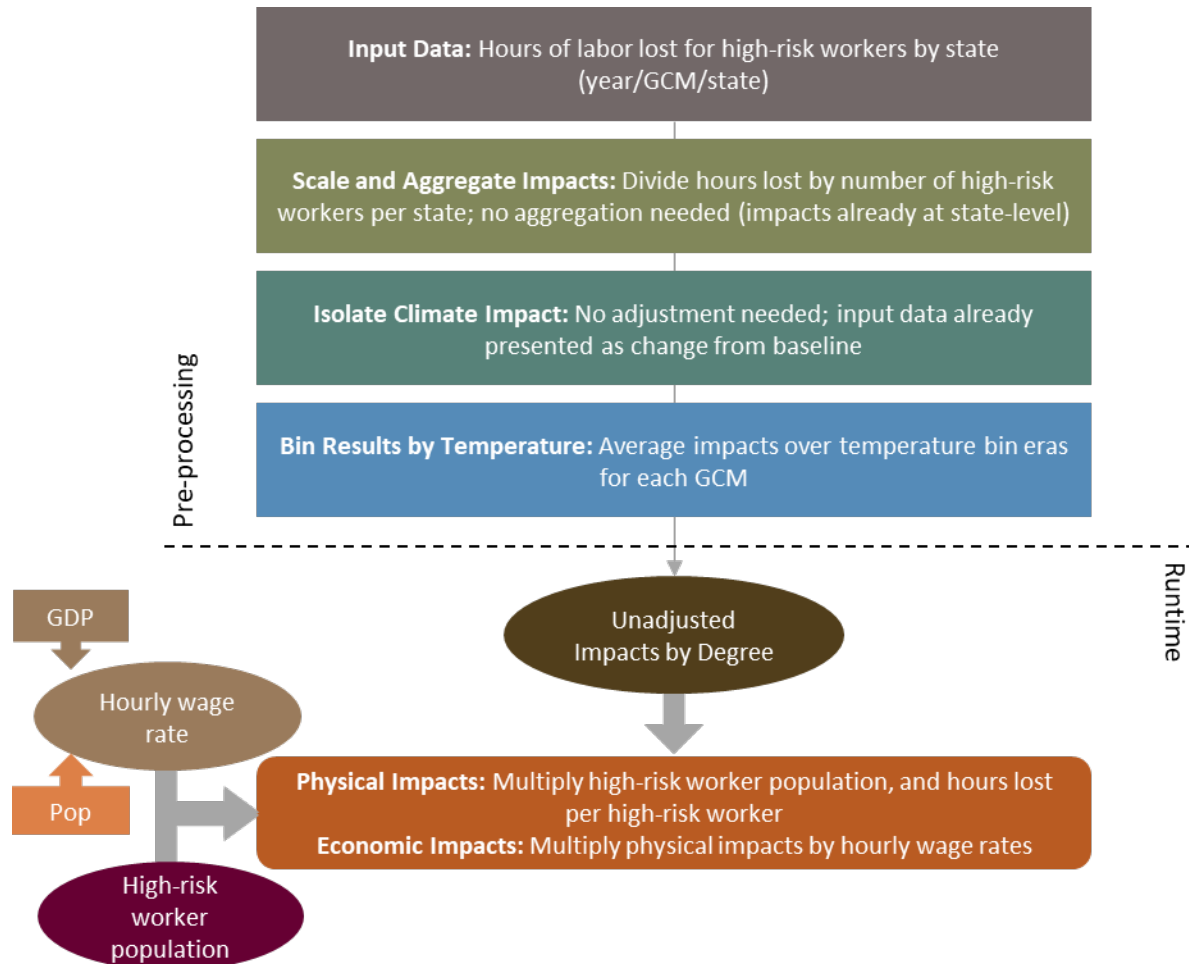 Input Data: Hours of labor lost for high-risk workers by state
(year/GCM/state)
Scale and Aggregate Impacts: Divide hours lost by number of high-risk
workers per state; no aggregation needed (impacts already at state-level)
Isolate Climate Impact: No adjustment needed; input data already
presented as change from baseline
Bin Results by Temperature: Average impacts over temperature bin eras
for each GCM
Pre-processing
Runtime
GDP
Hourly wage
rate
Pop
High-risk
worker
population
Unadjusted
Impacts by Degree
Physical Impacts: Multiply high-risk worker population, and hours lost
per high-risk worker
Economic Impacts: Multiply physical impacts by hourly wage rates